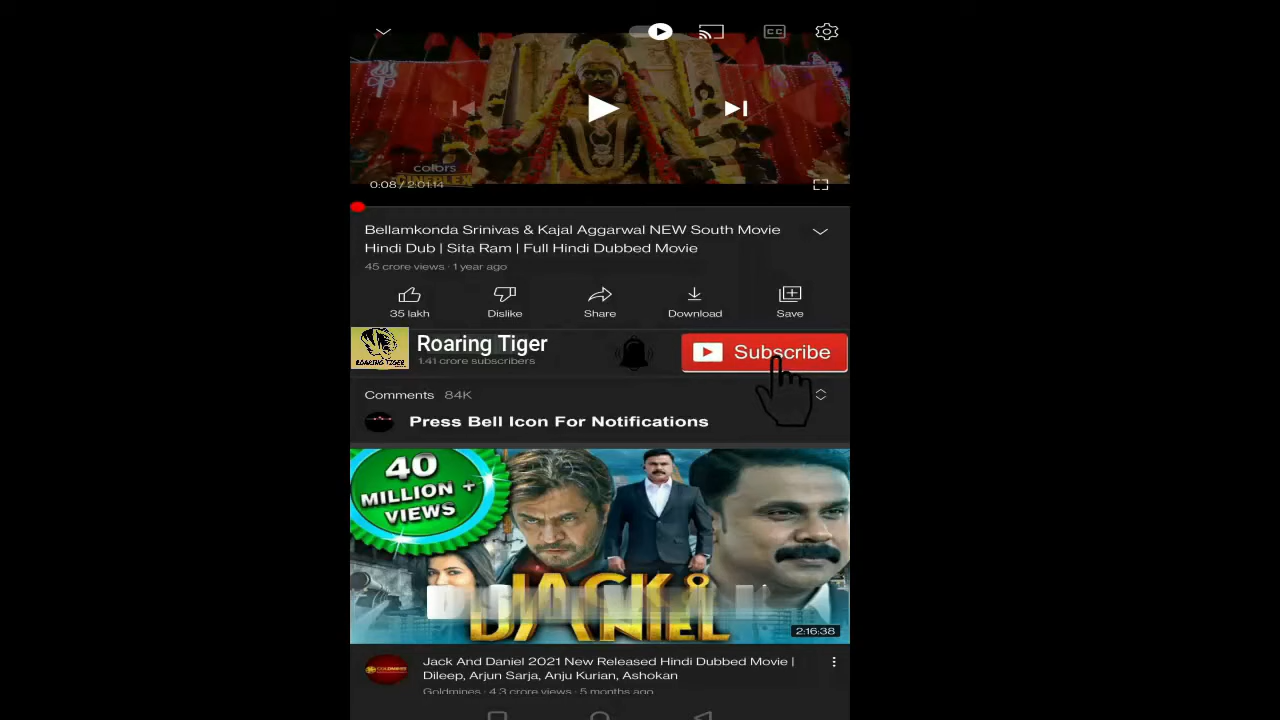 CC
colors
CINEPLEX
0:08 / 2:01:14
Bellamkonda Srinivas & Kajal Aggarwal NEW South Movie
Hindi Dub | Sita Ram | Full Hindi Dubbed Movie
45 crore views · 1 year ago
35 lakh
Dislike
Share
Download
Save
ROARING TIGER
Roaring Tiger
1.41 crore subscribers
Subscribe
Comments 84K
Press Bell Icon For Notifications
40
MILLION +
VIEWS
JACK &
DANIEL
2:16:38
Jack And Daniel 2021 New Released Hindi Dubbed Movie |
Dileep, Arjun Sarja, Anju Kurian, Ashokan
Goldmines · 4.3 crore views · 5 months ago